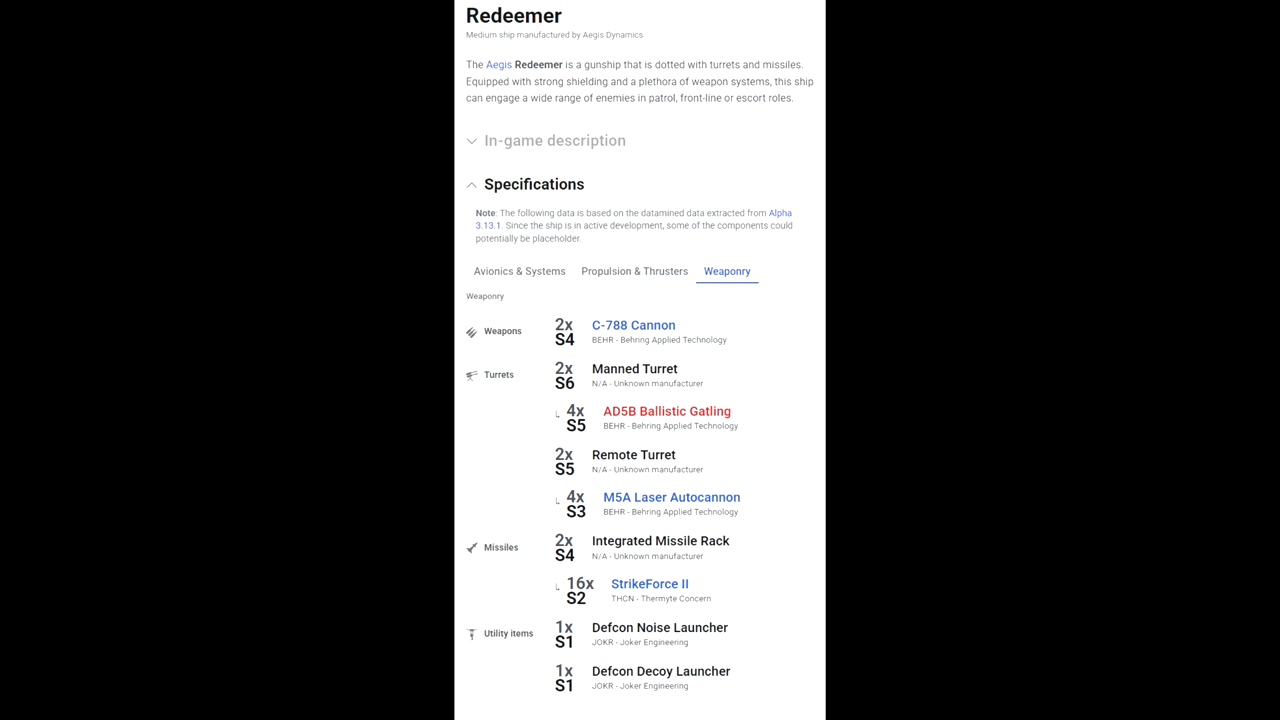 Redeemer
Medium ship manufactured by Aegis Dynamics
The Aegis Redeemer is a gunship that is dotted with turrets and missiles.
Equipped with strong shielding and a plethora of weapon systems, this ship
can engage a wide range of enemies in patrol, front-line or escort roles.
In-game description
Specifications
Note: The following data is based on the datamined data extracted from Alpha
3.13.1. Since the ship is in active development, some of the components could
potentially be placeholder.
Avionics & Systems Propulsion & Thrusters Weaponry
Weaponry
Weapons
2x
S4
C-788 Cannon
BEHR - Behring Applied Technology
Turrets
2x
S6
Manned Turret
N/A - Unknown manufacturer
4x
S5
AD5B Ballistic Gatling
BEHR - Behring Applied Technology
2x
S5
Remote Turret
N/A - Unknown manufacturer
4x
S3
M5A Laser Autocannon
BEHR - Behring Applied Technology
Missiles
2x
S4
Integrated Missile Rack
N/A - Unknown manufacturer
16x
S2
StrikeForce II
THCN - Thermyte Concern
Utility items
1x
S1
Defcon Noise Launcher
JOKR - Joker Engineering
1x
S1
Defcon Decoy Launcher
JOKR - Joker Engineering